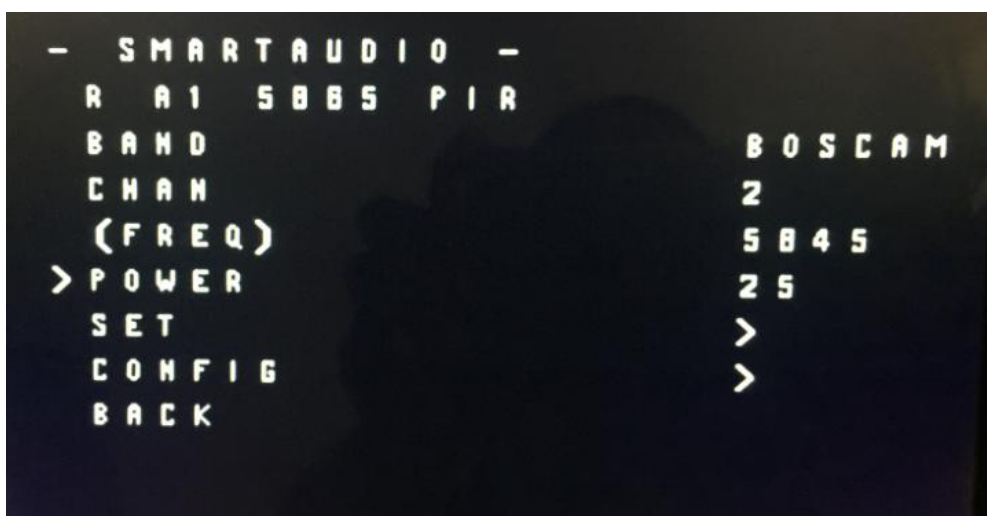 - SMARTAUDIO -
R A1 5865 PIR
BAND BOSCAM
CHAN 2
(FREQ) 5845
> POWER 25
SET >
CONFIG >
BACK